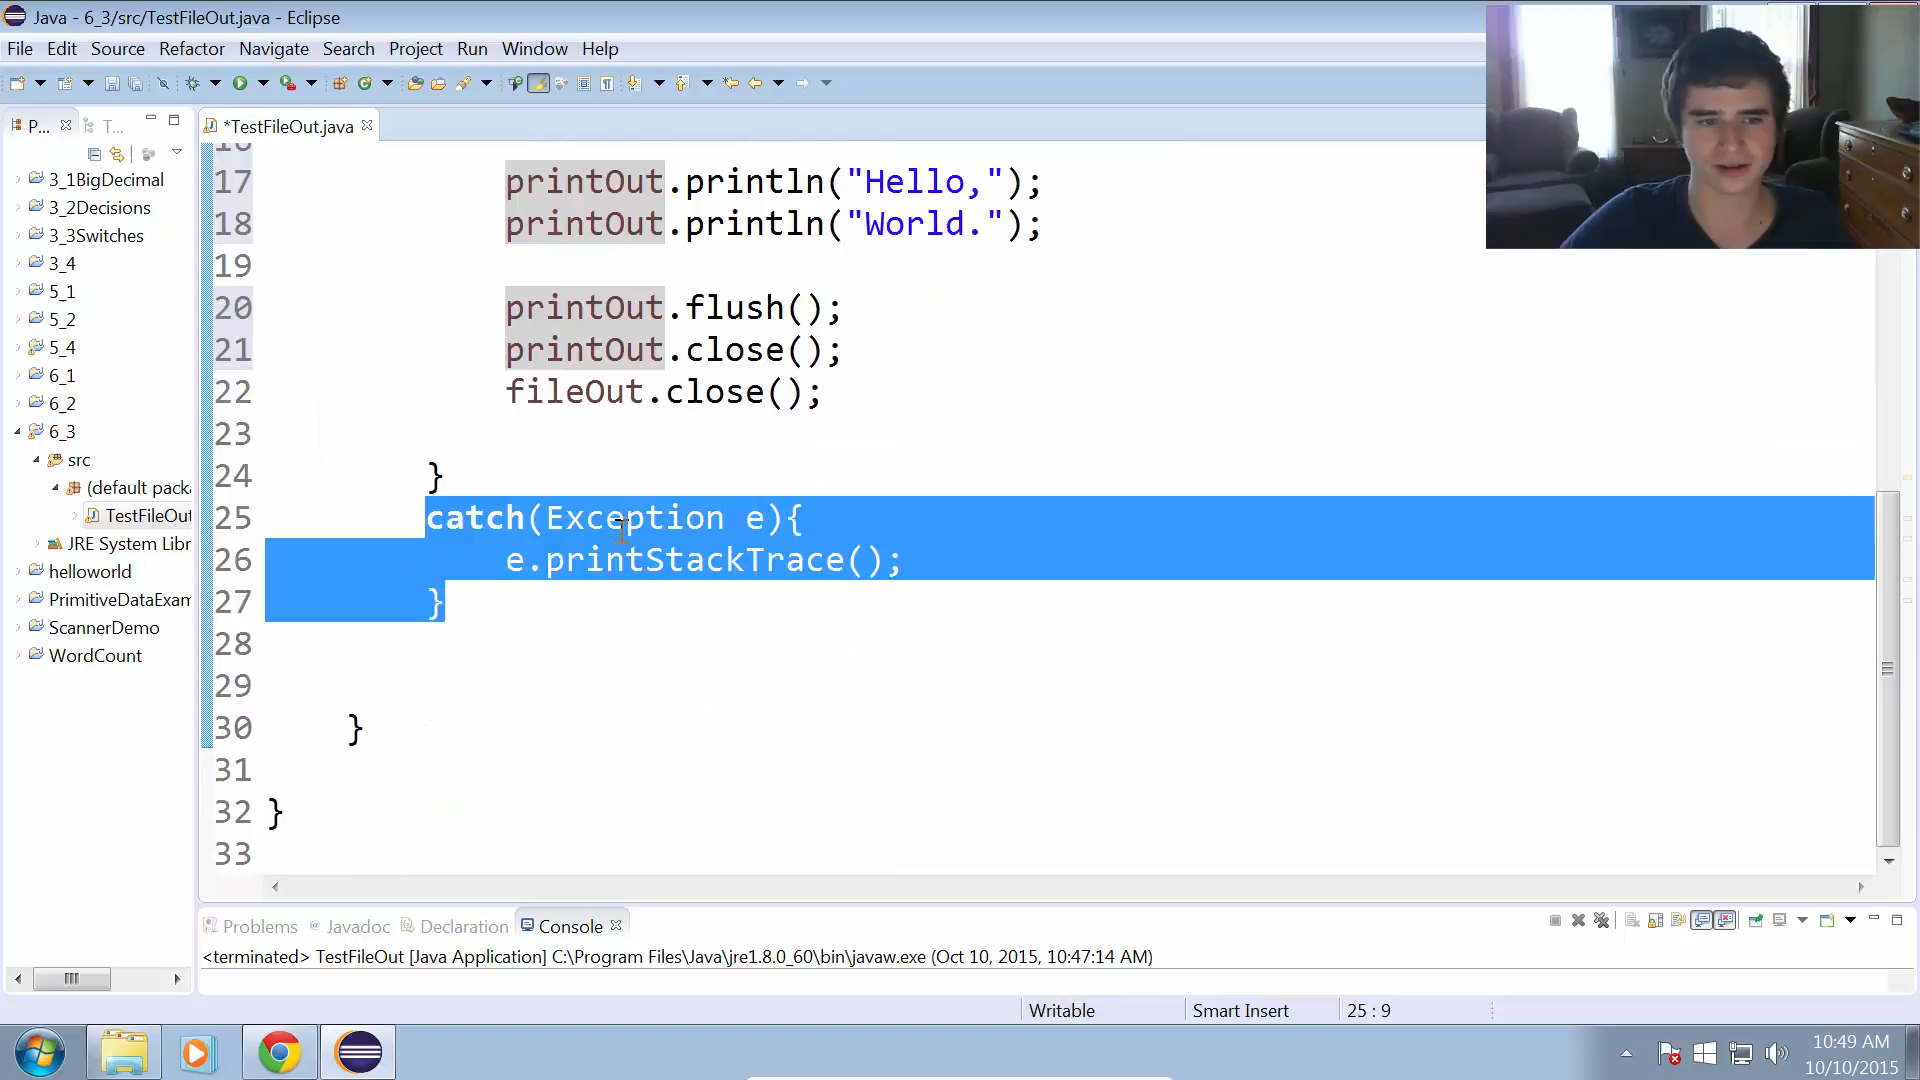 Java - 6_3/src/TestFileOut.java - Eclipse
File Edit Source Refactor Navigate Search Project Run Window Help
P... T... *TestFileOut.java
3_1BigDecimal
3_2Decisions
3_3Switches
3_4
5_1
5_2
5_4
6_1
6_2
6_3
src
(default packa
TestFileOut
JRE System Libr
helloworld
PrimitiveDataExam
ScannerDemo
WordCount
16
17 printOut.println("Hello,");
18 printOut.println("World.");
19
20 printOut.flush();
21 printOut.close();
22 fileOut.close();
23
24 }
25 catch(Exception e){
26 e.printStackTrace();
27 }
28
29
30 }
31
32 }
33
Problems @ Javadoc Declaration Console
<terminated> TestFileOut [Java Application] C:\Program Files\Java\jre1.8.0_60\bin\javaw.exe (Oct 10, 2015, 10:47:14 AM)
Writable Smart Insert 25 : 9
10:49 AM
10/10/2015